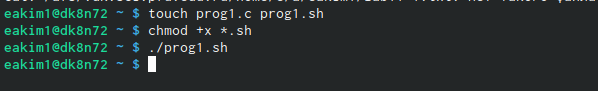 eakim1@dk8n72 ~ $ touch prog1.c prog1.sh
eakim1@dk8n72 ~ $ chmod +x *.sh
eakim1@dk8n72 ~ $ ./prog1.sh
eakim1@dk8n72 ~ $